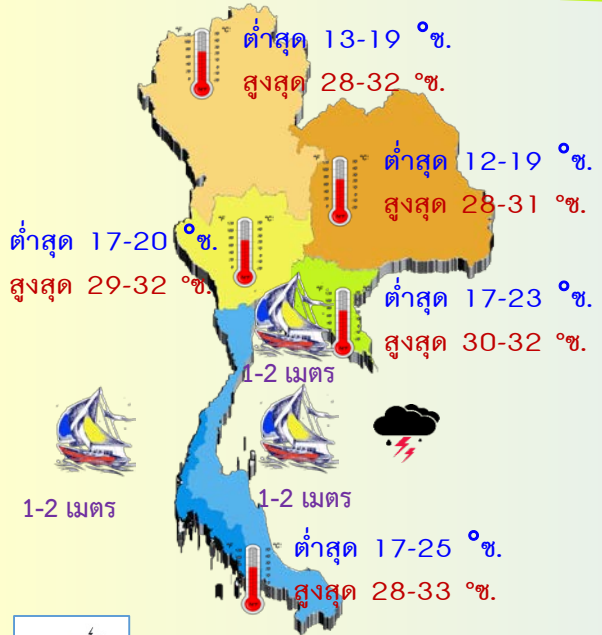 ต่ำสุด 13-19 °ซ.
สูงสุด 28-32 °ซ.
ต่ำสุด 12-19 °ซ.
สูงสุด 28-31 °ซ.
ต่ำสุด 17-20 °ซ.
สูงสุด 29-32 °ซ.
ต่ำสุด 17-23 °ซ.
สูงสุด 30-32 °ซ.
1-2 เมตร
1-2 เมตร
1-2 เมตร
ต่ำสุด 17-25 °ซ.
สูงสุด 28-33 °ซ.